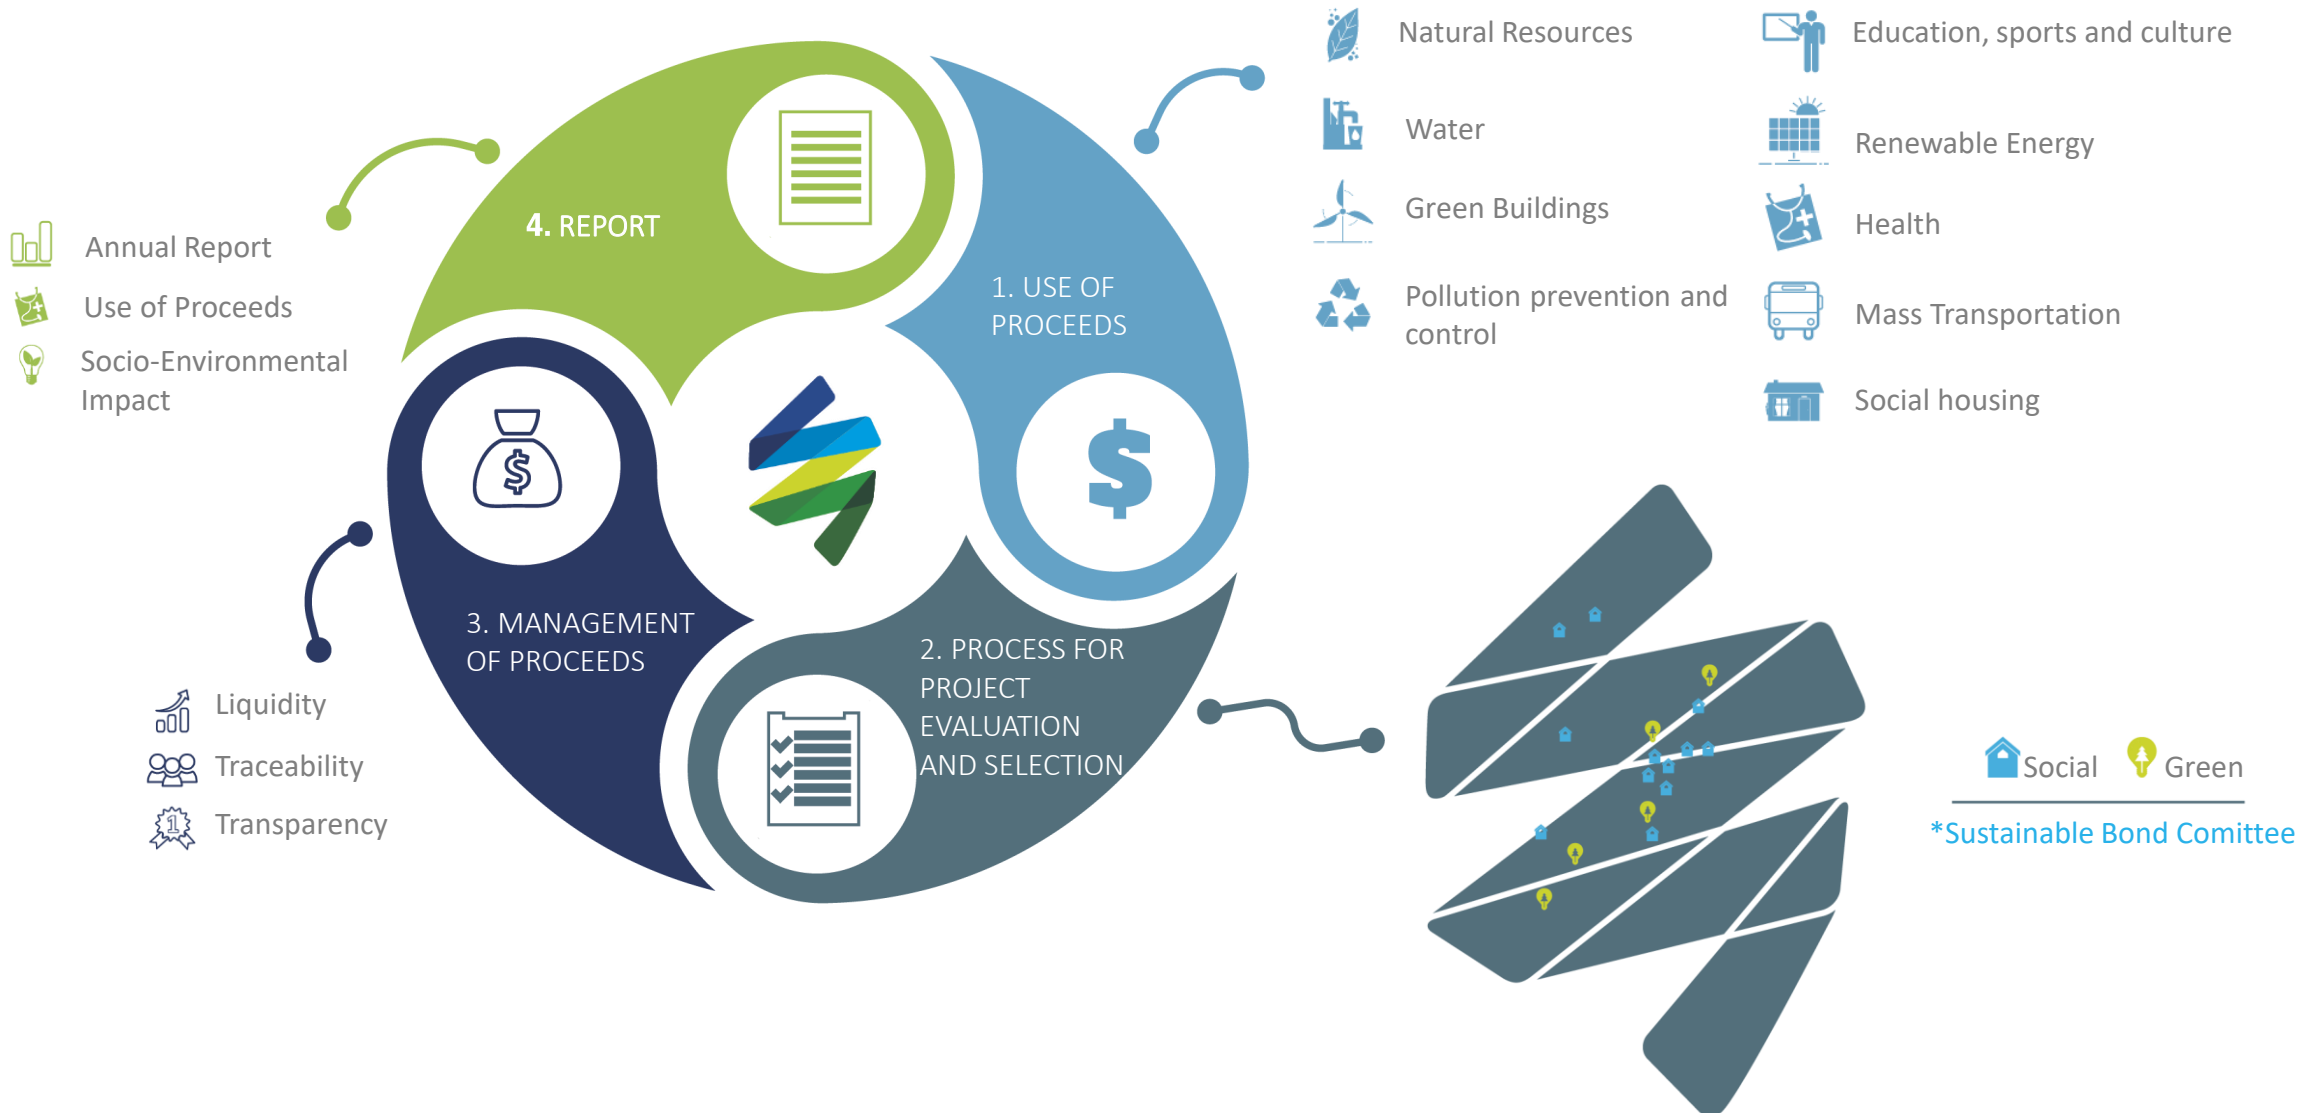 Natural Resources
Water
Green Buildings
Pollution prevention and
control
Education, sports and culture
Renewable Energy
Health
Mass Transportation
Social housing
4. REPORT
Annual Report
Use of Proceeds
Socio-Environmental
Impact
1. USE OF
PROCEEDS
$
$
3. MANAGEMENT
OF PROCEEDS
2. PROCESS FOR
PROJECT
EVALUATION
AND SELECTION
Liquidity
Traceability
1
Transparency
Social
Green
*Sustainable Bond Comittee